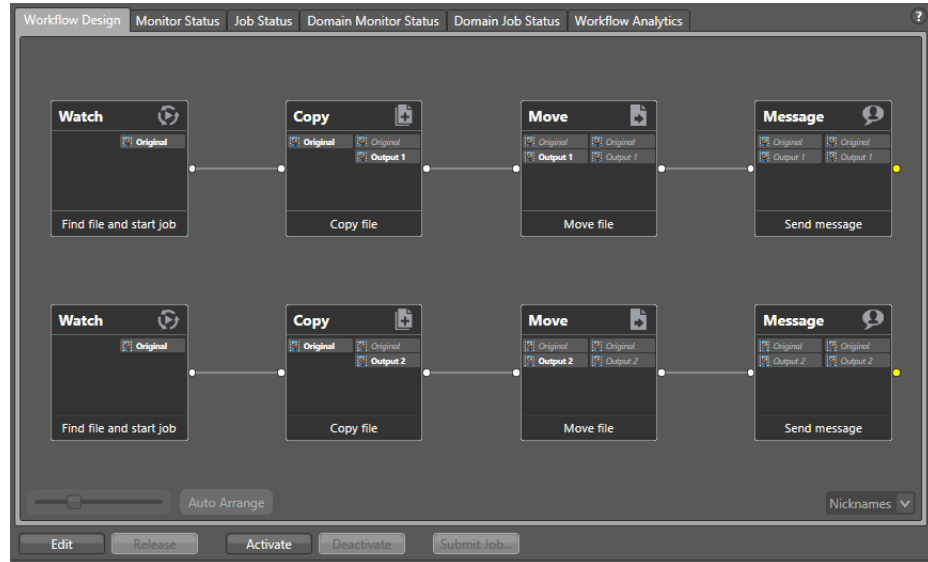 Workflow Design Monitor Status Job Status Domain Monitor Status Domain Job Status Workflow Analytics ?
Watch Copy Move Message
Original Original Original Original Original Original Original
Output 1 Output 1 Output 1 Output 1 Output 1
Find file and start job Copy file Move file Send message
Watch Copy Move Message
Original Original Original Original Original Original Original
Output 2 Output 2 Output 2 Output 2 Output 2
Find file and start job Copy file Move file Send message
Auto Arrange Nicknames
Edit Release Activate Deactivate Submit Job...